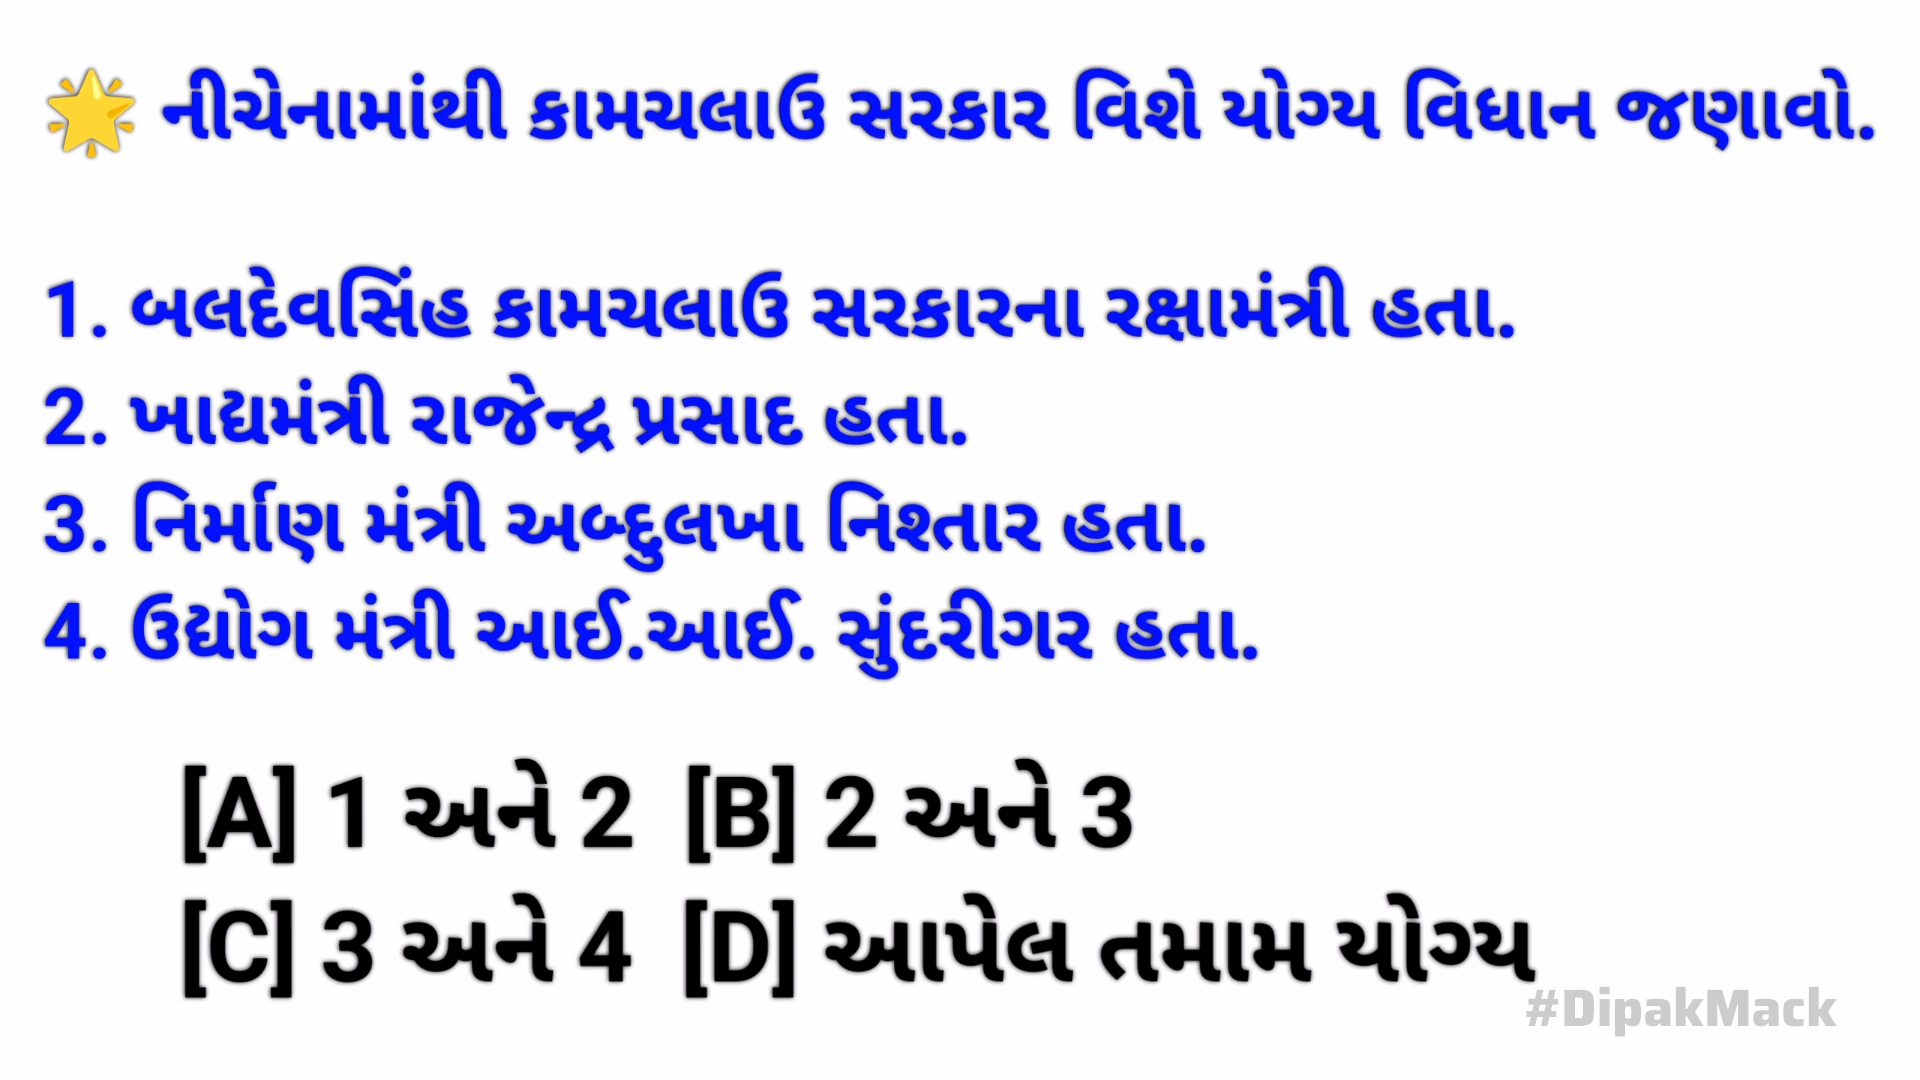 🌟 નીચેનામાંથી કામચલાઉ સરકાર વિશે યોગ્ય વિધાન જણાવો.
1. બલદેવસિંહ કામચલાઉ સરકારના રક્ષામંત્રી હતા.
2. ખાદ્યમંત્રી રાજેન્દ્ર પ્રસાદ હતા.
3. નિર્માણ મંત્રી અબ્દુલખા નિશ્તાર હતા.
4. ઉદ્યોગ મંત્રી આઈ.આઈ. સુંદરીગર હતા.
[A] 1 અને 2 [B] 2 અને 3
[C] 3 અને 4 [D] આપેલ તમામ યોગ્ય
#DipakMack